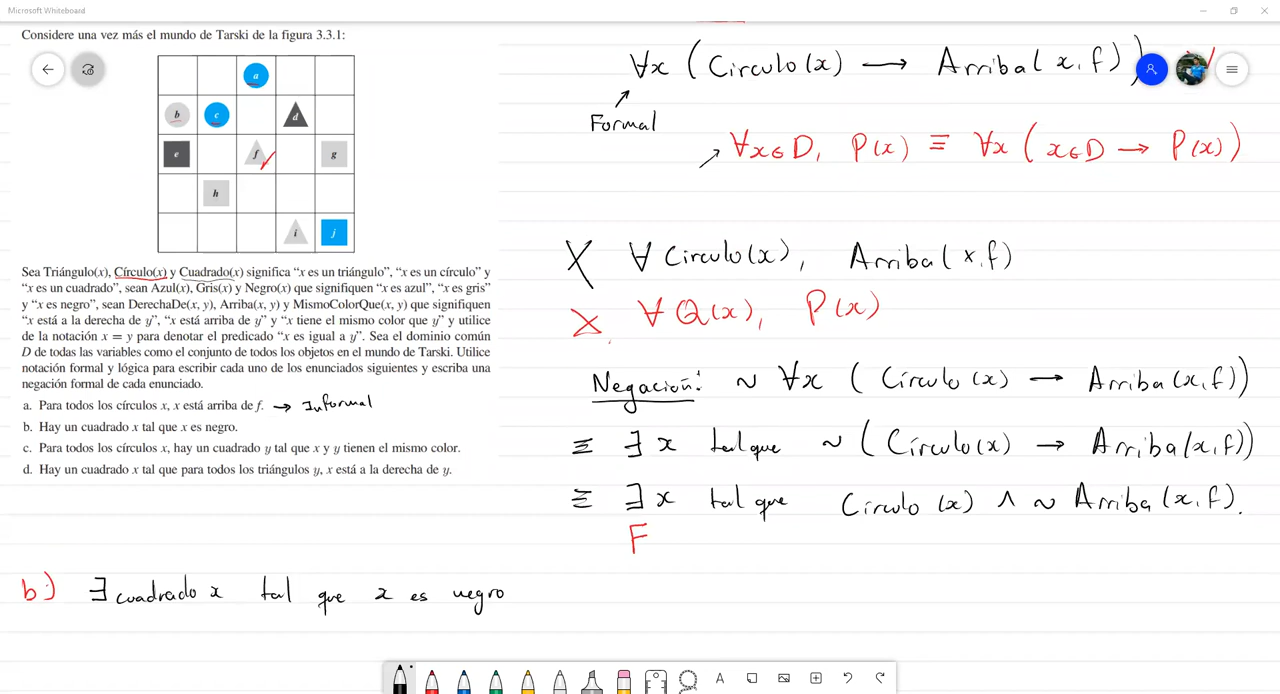 Microsoft Whiteboard
Considere una vez más el mundo de Tarski de la figura 3.3.1:
a
b c d
e f g
h
i j
Sea Triángulo(x), Círculo(x) y Cuadrado(x) significa “x es un triángulo”, “x es un círculo” y
“x es un cuadrado”, sean Azul(x), Gris(x) y Negro(x) que signifiquen “x es azul”, “x es gris”
y “x es negro”, sean DerechaDe(x, y), Arriba(x, y) y MismoColorQue(x, y) que signifiquen
“x está a la derecha de y”, “x está arriba de y” y “x tiene el mismo color que y” y utilice
de la notación x = y para denotar el predicado “x es igual a y”. Sea el dominio común
D de todas las variables como el conjunto de todos los objetos en el mundo de Tarski. Utilice
notación formal y lógica para escribir cada uno de los enunciados siguientes y escriba una
negación formal de cada enunciado.
a. Para todos los círculos x, x está arriba de f. → Informal
b. Hay un cuadrado x tal que x es negro.
c. Para todos los círculos x, hay un cuadrado y tal que x y y tienen el mismo color.
d. Hay un cuadrado x tal que para todos los triángulos y, x está a la derecha de y.
b) ∃ cuadrado x tal que x es negro
∀x ( Círculo(x) → Arriba(x, f) )
Formal
∀x∈D, P(x) ≡ ∀x ( x∈D → P(x) )
X ∀ Círculo(x), Arriba(x, f)
X ∀ Q(x), P(x)
Negación: ~ ∀x ( Círculo (x) → Arriba(x, f))
≡ ∃ x tal que ~ ( Círculo(x) → Arriba(x, f))
≡ ∃ x tal que Círculo (x) ∧ ~ Arriba(x, f).
F
A